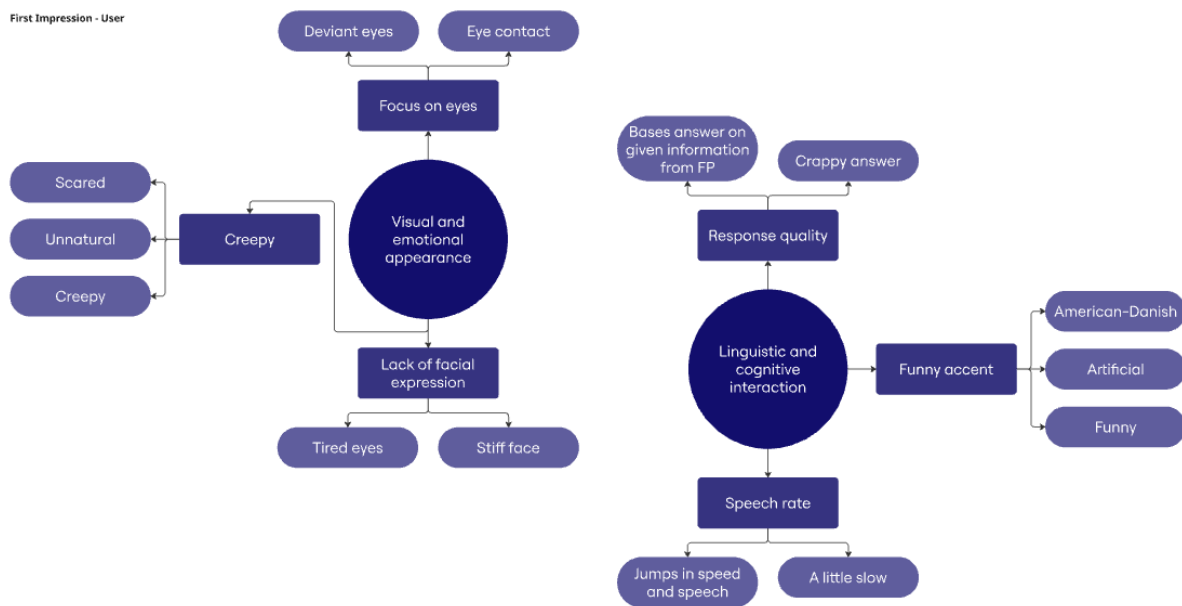 First Impression - User
Deviant eyes
Eye contact
Focus on eyes
Scared
Unnatural
Creepy
Creepy
Visual and
emotional
appearance
Lack of facial
expression
Tired eyes
Stiff face
Bases answer on
given information
from FP
Crappy answer
Response quality
Linguistic and
cognitive
interaction
Funny accent
American-Danish
Artificial
Funny
Speech rate
Jumps in speed
and speech
A little slow